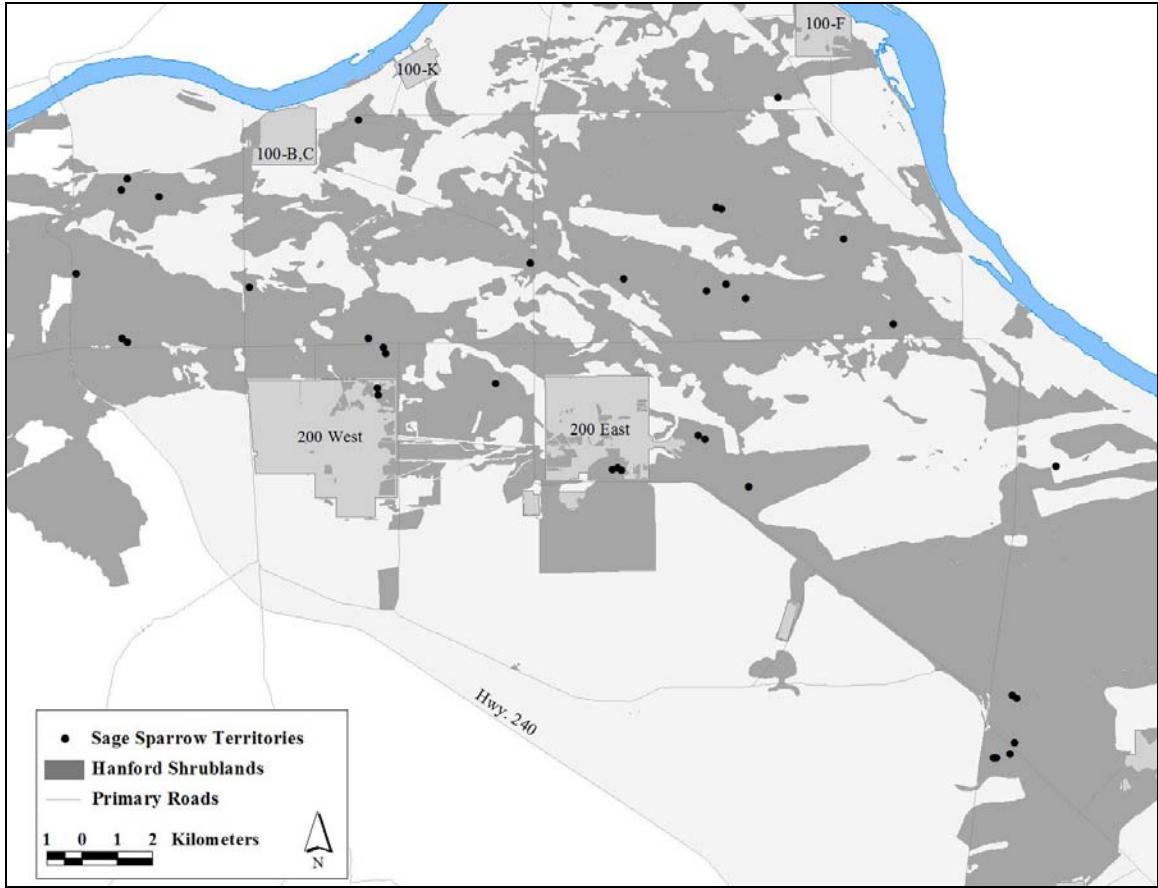 100-F
100-K
100-B,C
200 West
200 East
Hwy. 240
Sage Sparrow Territories
Hanford Shrublands
Primary Roads
1 0 1 2 Kilometers
N